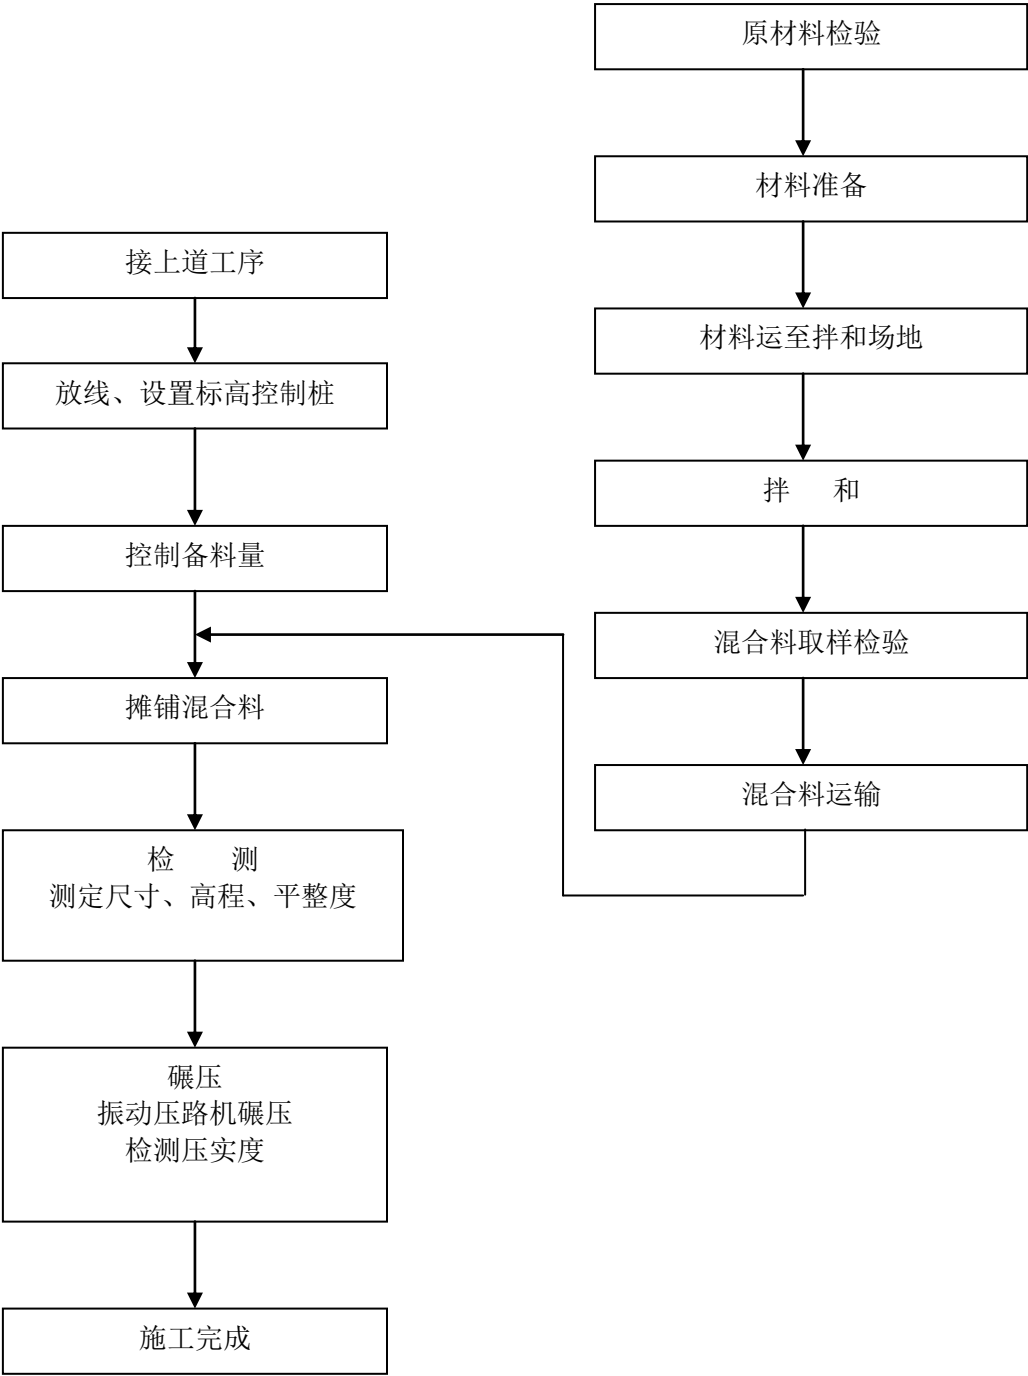 原材料检验
材料准备
材料运至拌和场地
拌 和
混合料取样检验
混合料运输
接上道工序
放线、设置标高控制桩
控制备料量
摊铺混合料
检 测
测定尺寸、高程、平整度
碾压
振动压路机碾压
检测压实度
施工完成